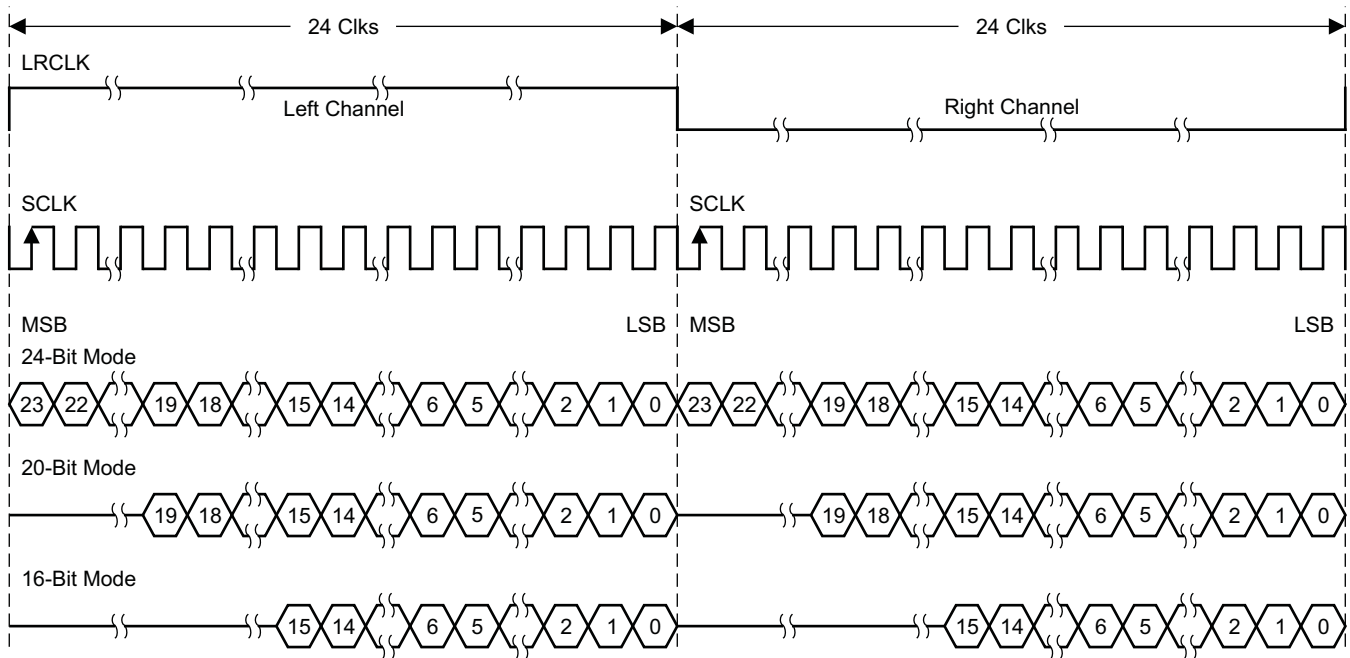 24 Clks 24 Clks
LRCLK
Left Channel Right Channel
SCLK SCLK
MSB LSB MSB LSB
24-Bit Mode
23 22 19 18 15 14 6 5 2 1 0 23 22 19 18 15 14 6 5 2 1 0
20-Bit Mode
19 18 15 14 6 5 2 1 0 19 18 15 14 6 5 2 1 0
16-Bit Mode
15 14 6 5 2 1 0 15 14 6 5 2 1 0